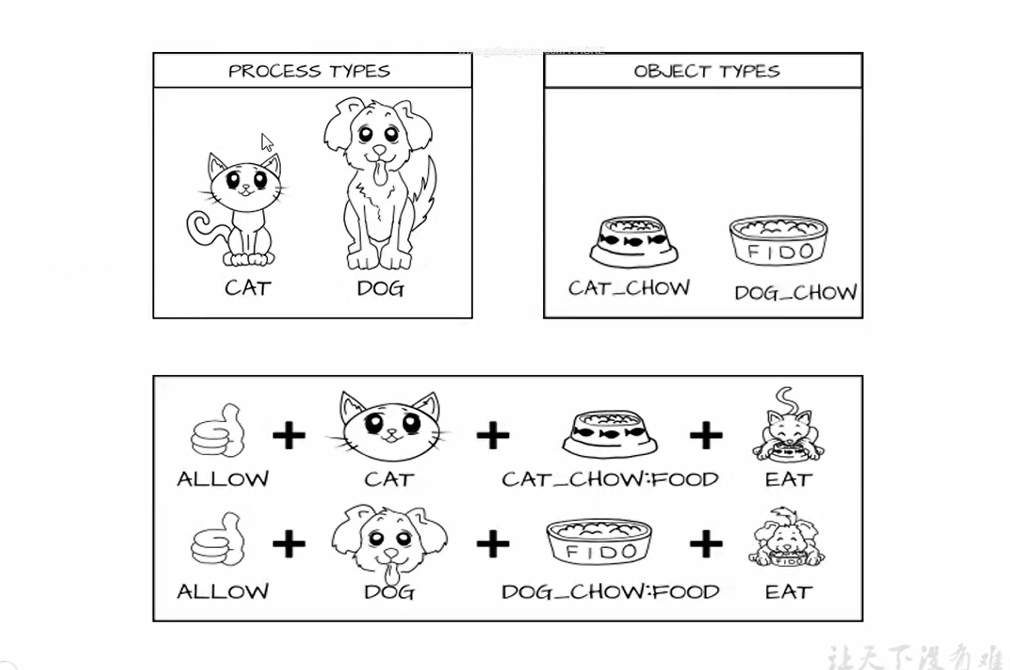 PROCESS TYPES
OBJECT TYPES
CAT
DOG
CAT_CHOW
FIDO
DOG_CHOW
ALLOW + CAT + CAT_CHOW:FOOD + EAT
FIDO
FIDO
ALLOW + DOG + DOG_CHOW:FOOD + EAT
让天下没有难